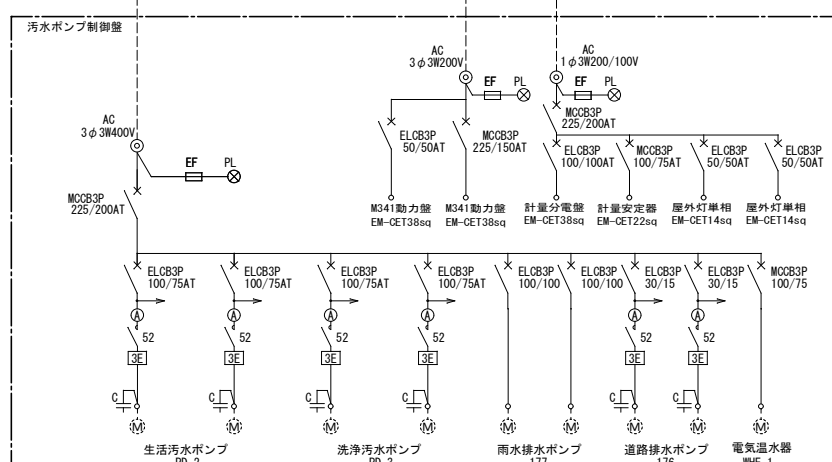 汚水ポンプ制御盤
AC
3φ3W200V
EF
PL
AC
1φ3W200/100V
EF
PL
MCCB3P
225/200AT
ELCB3P
50/50AT
MCCB3P
225/150AT
ELCB3P
100/100AT
MCCB3P
100/75AT
ELCB3P
50/50AT
ELCB3P
50/50AT
M341動力盤
EM-CET38sq
M341動力盤
EM-CET38sq
計量分電盤
EM-CET38sq
計量安定器
EM-CET22sq
屋外灯単相
EM-CET14sq
屋外灯単相
EM-CET14sq
AC
3φ3W400V
EF
PL
MCCB3P
225/200AT
ELCB3P
100/75AT
ELCB3P
100/75AT
ELCB3P
100/75AT
ELCB3P
100/75AT
ELCB3P
100/100
ELCB3P
100/100
ELCB3P
30/15
ELCB3P
30/15
MCCB3P
100/75
A
A
A
A
A
A
52
52
52
52
52
52
3E
3E
3E
3E
3E
3E
C
C
C
C
C
C
M
M
M
M
M
M
M
M
M
生活汚水ポンプ
洗浄汚水ポンプ
雨水排水ポンプ
道路排水ポンプ
電気温水器
PD-2
PD-3
177
176
WHE-1